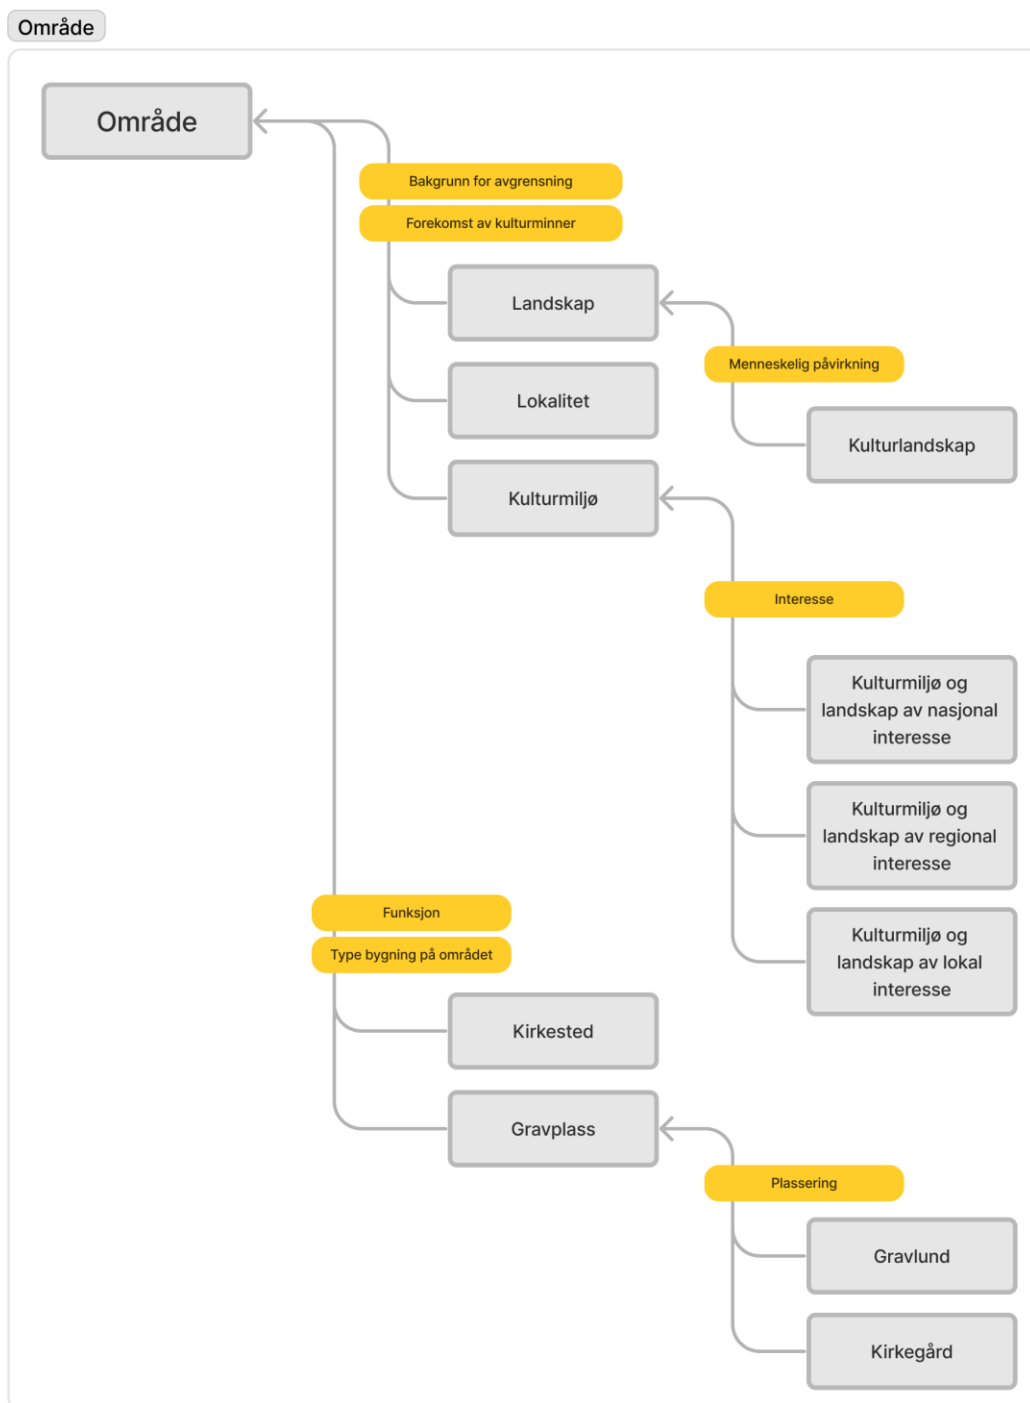 Område
Område
Bakgrunn for avgrensning
Forekomst av kulturminner
Landskap
Menneskelig påvirkning
Lokalitet
Kulturlandskap
Kulturmiljø
Interesse
Kulturmiljø og
landskap av nasjonal
interesse
Kulturmiljø og
landskap av regional
interesse
Kulturmiljø og
landskap av lokal
interesse
Funksjon
Type bygning på området
Kirkested
Gravplass
Plassering
Gravlund
Kirkegård